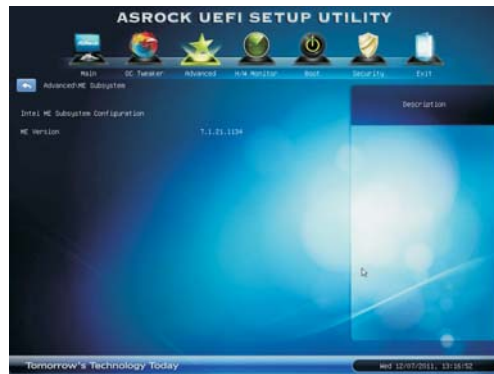 ASROCK UEFI SETUP UTILITY
Main OC Tweaker Advanced H/W Monitor Boot Security Exit
Advanced\ME Subsystem
Description
Intel ME Subsystem Configuration
ME Version 7.1.21.1134
Tomorrow's Technology Today Wed 12/07/2011, 13:16:52